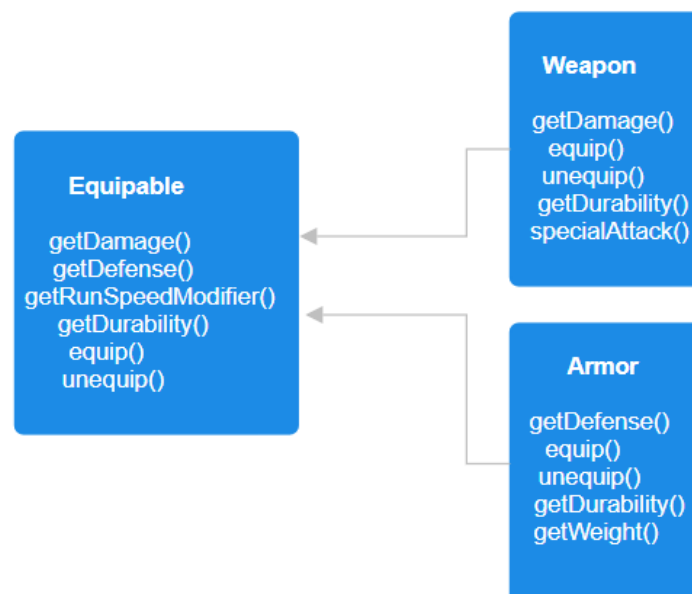 Equipable
getDamage()
getDefense()
getRunSpeedModifier()
getDurability()
equip()
unequip()
Weapon
getDamage()
equip()
unequip()
getDurability()
specialAttack()
Armor
getDefense()
equip()
unequip()
getDurability()
getWeight()